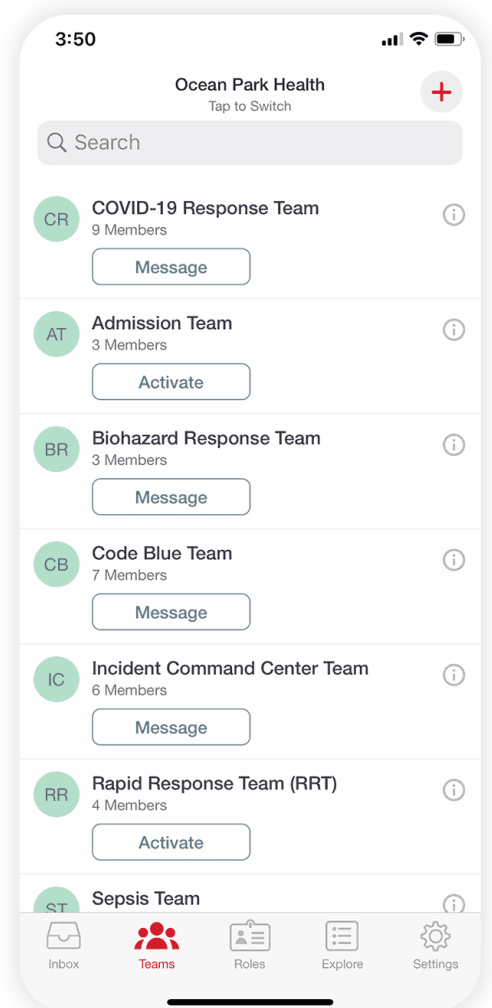 3:50
Ocean Park Health
Tap to Switch
Search
CR
COVID-19 Response Team
9 Members
Message
AT
Admission Team
3 Members
Activate
BR
Biohazard Response Team
3 Members
Message
CB
Code Blue Team
7 Members
Message
IC
Incident Command Center Team
6 Members
Message
RR
Rapid Response Team (RRT)
4 Members
Activate
ST
Sepsis Team
Inbox
Teams
Roles
Explore
Settings